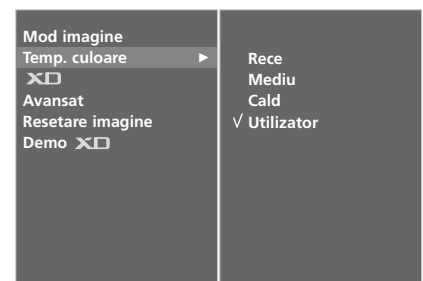 Mod imagine
Temp. culoare ►
XD
Avansat
Resetare imagine
Demo XD
Rece
Mediu
Cald
√ Utilizator